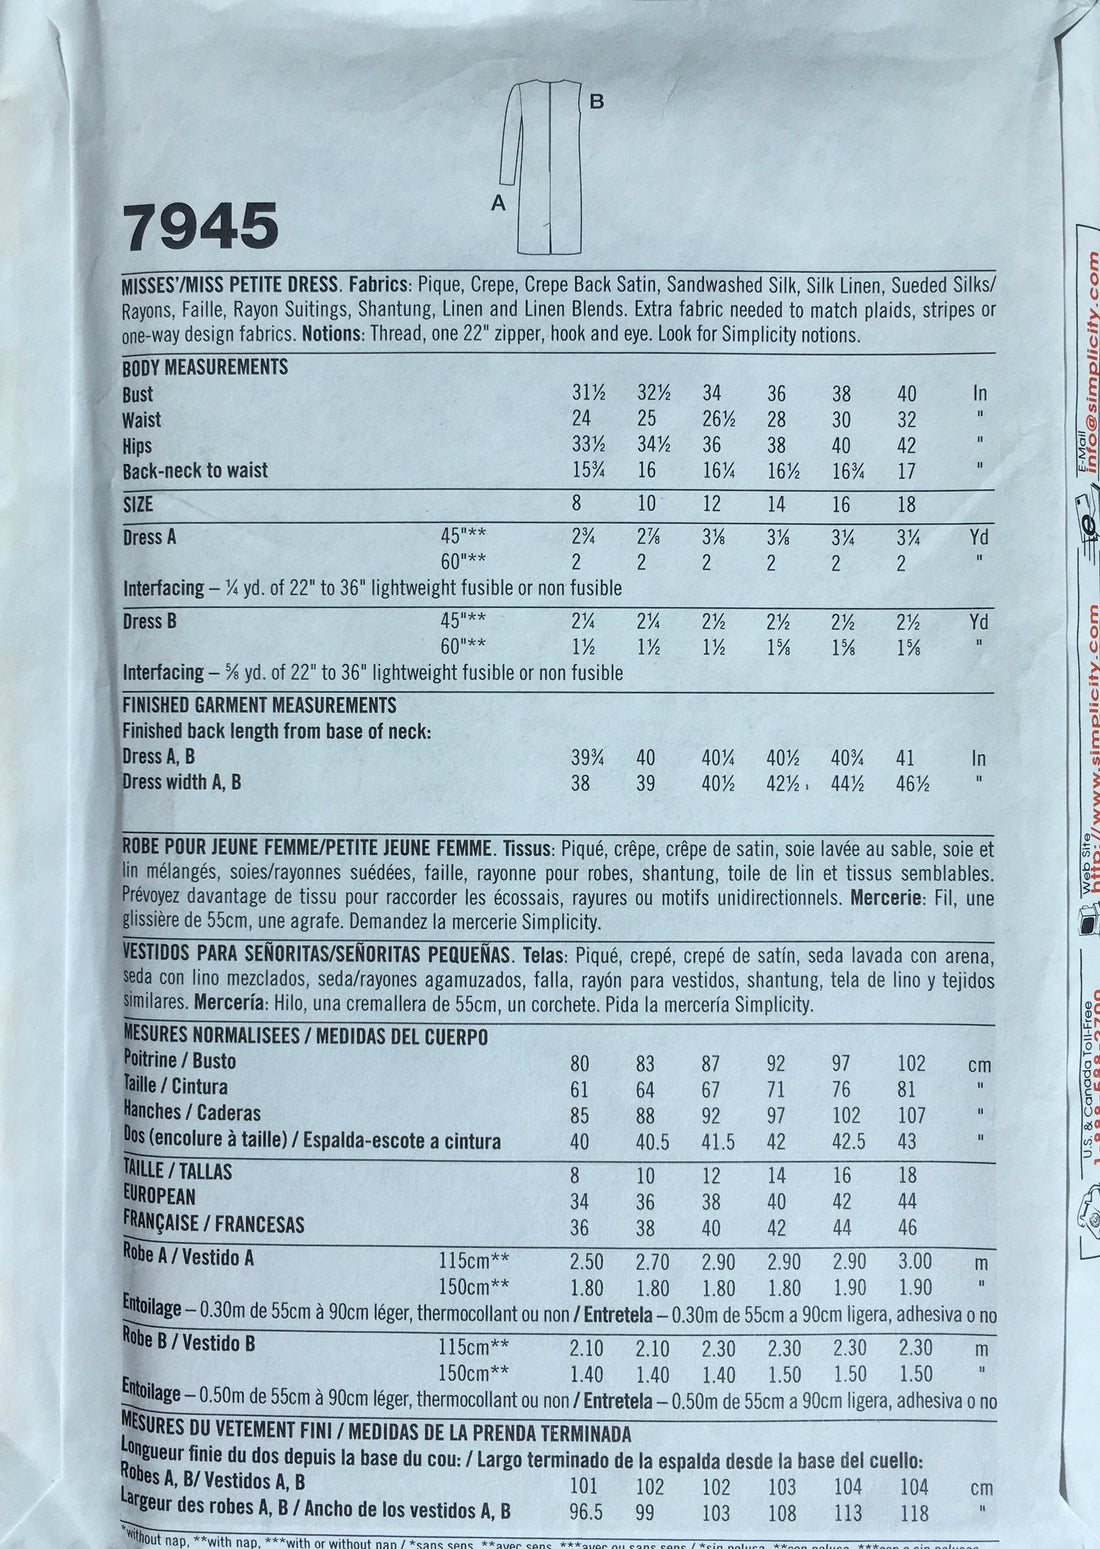 B
A
7945
MISSES'/MISS PETITE DRESS. Fabrics: Pique, Crepe, Crepe Back Satin, Sandwashed Silk, Silk Linen, Sueded Silks/
Rayons, Faille, Rayon Suitings, Shantung, Linen and Linen Blends. Extra fabric needed to match plaids, stripes or
one-way design fabrics. Notions: Thread, one 22" zipper, hook and eye. Look for Simplicity notions.
BODY MEASUREMENTS
Bust 31½ 32½ 34 36 38 40 In
Waist 24 25 26½ 28 30 32 "
Hips 33½ 34½ 36 38 40 42 "
Back-neck to waist 15¾ 16 16¼ 16½ 16¾ 17 "
SIZE 8 10 12 14 16 18
Dress A 45"** 2¾ 2⅞ 3⅛ 3⅛ 3¼ 3¼ Yd
60"** 2 2 2 2 2 2 "
Interfacing – ¼ yd. of 22" to 36" lightweight fusible or non fusible
Dress B 45"** 2¼ 2¼ 2½ 2½ 2½ 2½ Yd
60"** 1½ 1½ 1½ 1⅝ 1⅝ 1⅝ "
Interfacing – ⅝ yd. of 22" to 36" lightweight fusible or non fusible
FINISHED GARMENT MEASUREMENTS
Finished back length from base of neck:
Dress A, B 39¾ 40 40¼ 40½ 40¾ 41 In
Dress width A, B 38 39 40½ 42½ 44½ 46½ "
ROBE POUR JEUNE FEMME/PETITE JEUNE FEMME. Tissus: Piqué, crêpe, crêpe de satin, soie lavée au sable, soie et
lin mélangés, soies/rayonnes suédées, faille, rayonne pour robes, shantung, toile de lin et tissus semblables.
Prévoyez davantage de tissu pour raccorder les écossais, rayures ou motifs unidirectionnels. Mercerie: Fil, une
glissière de 55cm, une agrafe. Demandez la mercerie Simplicity.
VESTIDOS PARA SEÑORITAS/SEÑORITAS PEQUEÑAS. Telas: Piqué, crepé, crepé de satín, seda lavada con arena,
seda con lino mezclados, seda/rayones agamuzados, falla, rayón para vestidos, shantung, tela de lino y tejidos
similares. Mercería: Hilo, una cremallera de 55cm, un corchete. Pida la mercería Simplicity.
MESURES NORMALISEES / MEDIDAS DEL CUERPO
Poitrine / Busto 80 83 87 92 97 102 cm
Taille / Cintura 61 64 67 71 76 81 "
Hanches / Caderas 85 88 92 97 102 107 "
Dos (encolure à taille) / Espalda-escote a cintura 40 40.5 41.5 42 42.5 43 "
TAILLE / TALLAS 8 10 12 14 16 18
EUROPEAN 34 36 38 40 42 44
FRANÇAISE / FRANCESAS 36 38 40 42 44 46
Robe A / Vestido A 115cm** 2.50 2.70 2.90 2.90 2.90 3.00 m
150cm** 1.80 1.80 1.80 1.80 1.90 1.90 "
Entoilage – 0.30m de 55cm à 90cm léger, thermocollant ou non / Entretela – 0.30m de 55cm a 90cm ligera, adhesiva o no
Robe B / Vestido B 115cm** 2.10 2.10 2.30 2.30 2.30 2.30 m
150cm** 1.40 1.40 1.40 1.50 1.50 1.50 "
Entoilage – 0.50m de 55cm à 90cm léger, thermocollant ou non / Entretela – 0.50m de 55cm a 90cm ligera, adhesiva o no
MESURES DU VETEMENT FINI / MEDIDAS DE LA PRENDA TERMINADA
Longueur finie du dos depuis la base du cou: / Largo terminado de la espalda desde la base del cuello:
Robes A, B/ Vestidos A, B 101 102 102 103 104 104 cm
Largeur des robes A, B / Ancho de los vestidos A, B 96.5 99 103 108 113 118 "
*without nap, **with nap, ***with or without nap / *sans sens, **avec sens, ***avec ou sans sens /
E-Mail
info@simplicity.com
Web Site
http://www.simplicity.com
U.S. & Canada Toll-Free